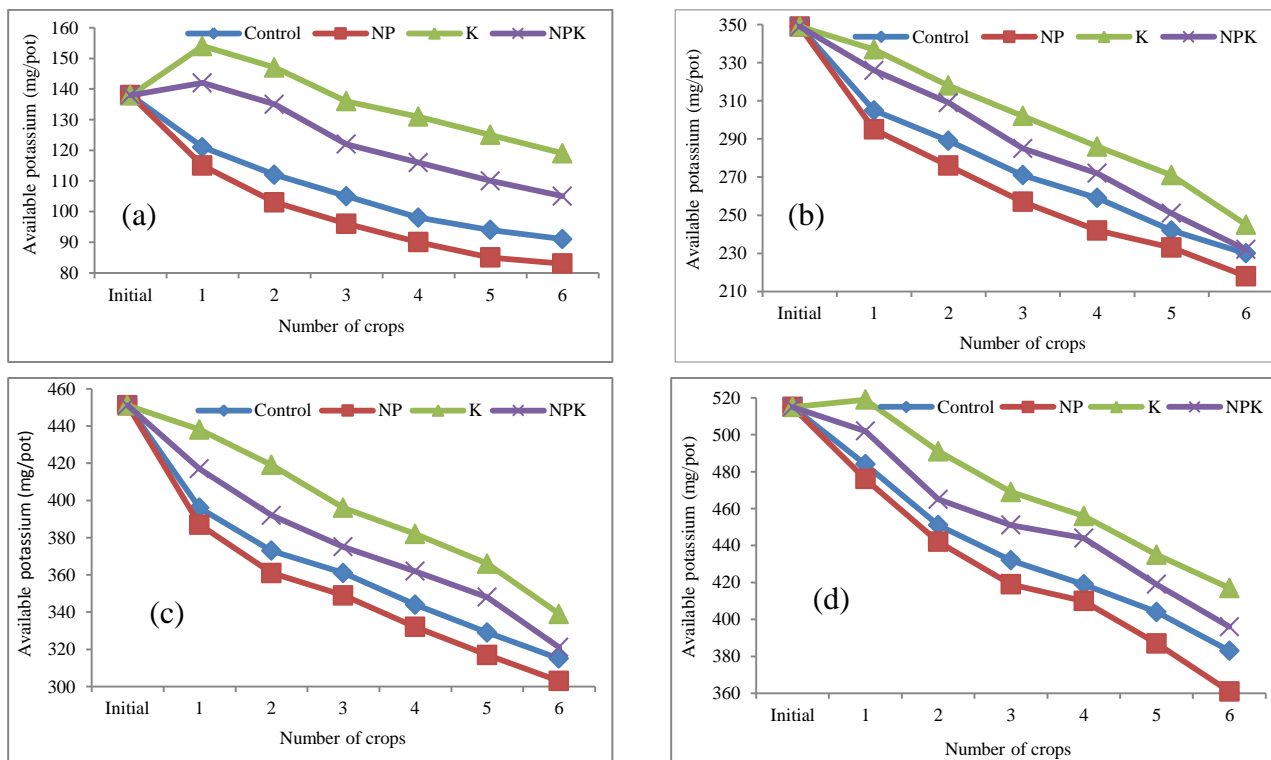 Available potassium (mg/pot)
160
150
140
130
120
110
100
90
80
Control NP K NPK
(a)
Initial 1 2 3 4 5 6
Number of crops
Available potassium (mg/pot)
350
330
310
290
270
250
230
210
Control NP K NPK
(b)
Initial 1 2 3 4 5 6
Number of crops
Available potassium (mg/pot)
460
440
420
400
380
360
340
320
300
Control NP K NPK
(c)
Initial 1 2 3 4 5 6
Number of crops
Available potassium (mg/pot)
520
500
480
460
440
420
400
380
360
Control NP K NPK
(d)
Initial 1 2 3 4 5 6
Number of crops